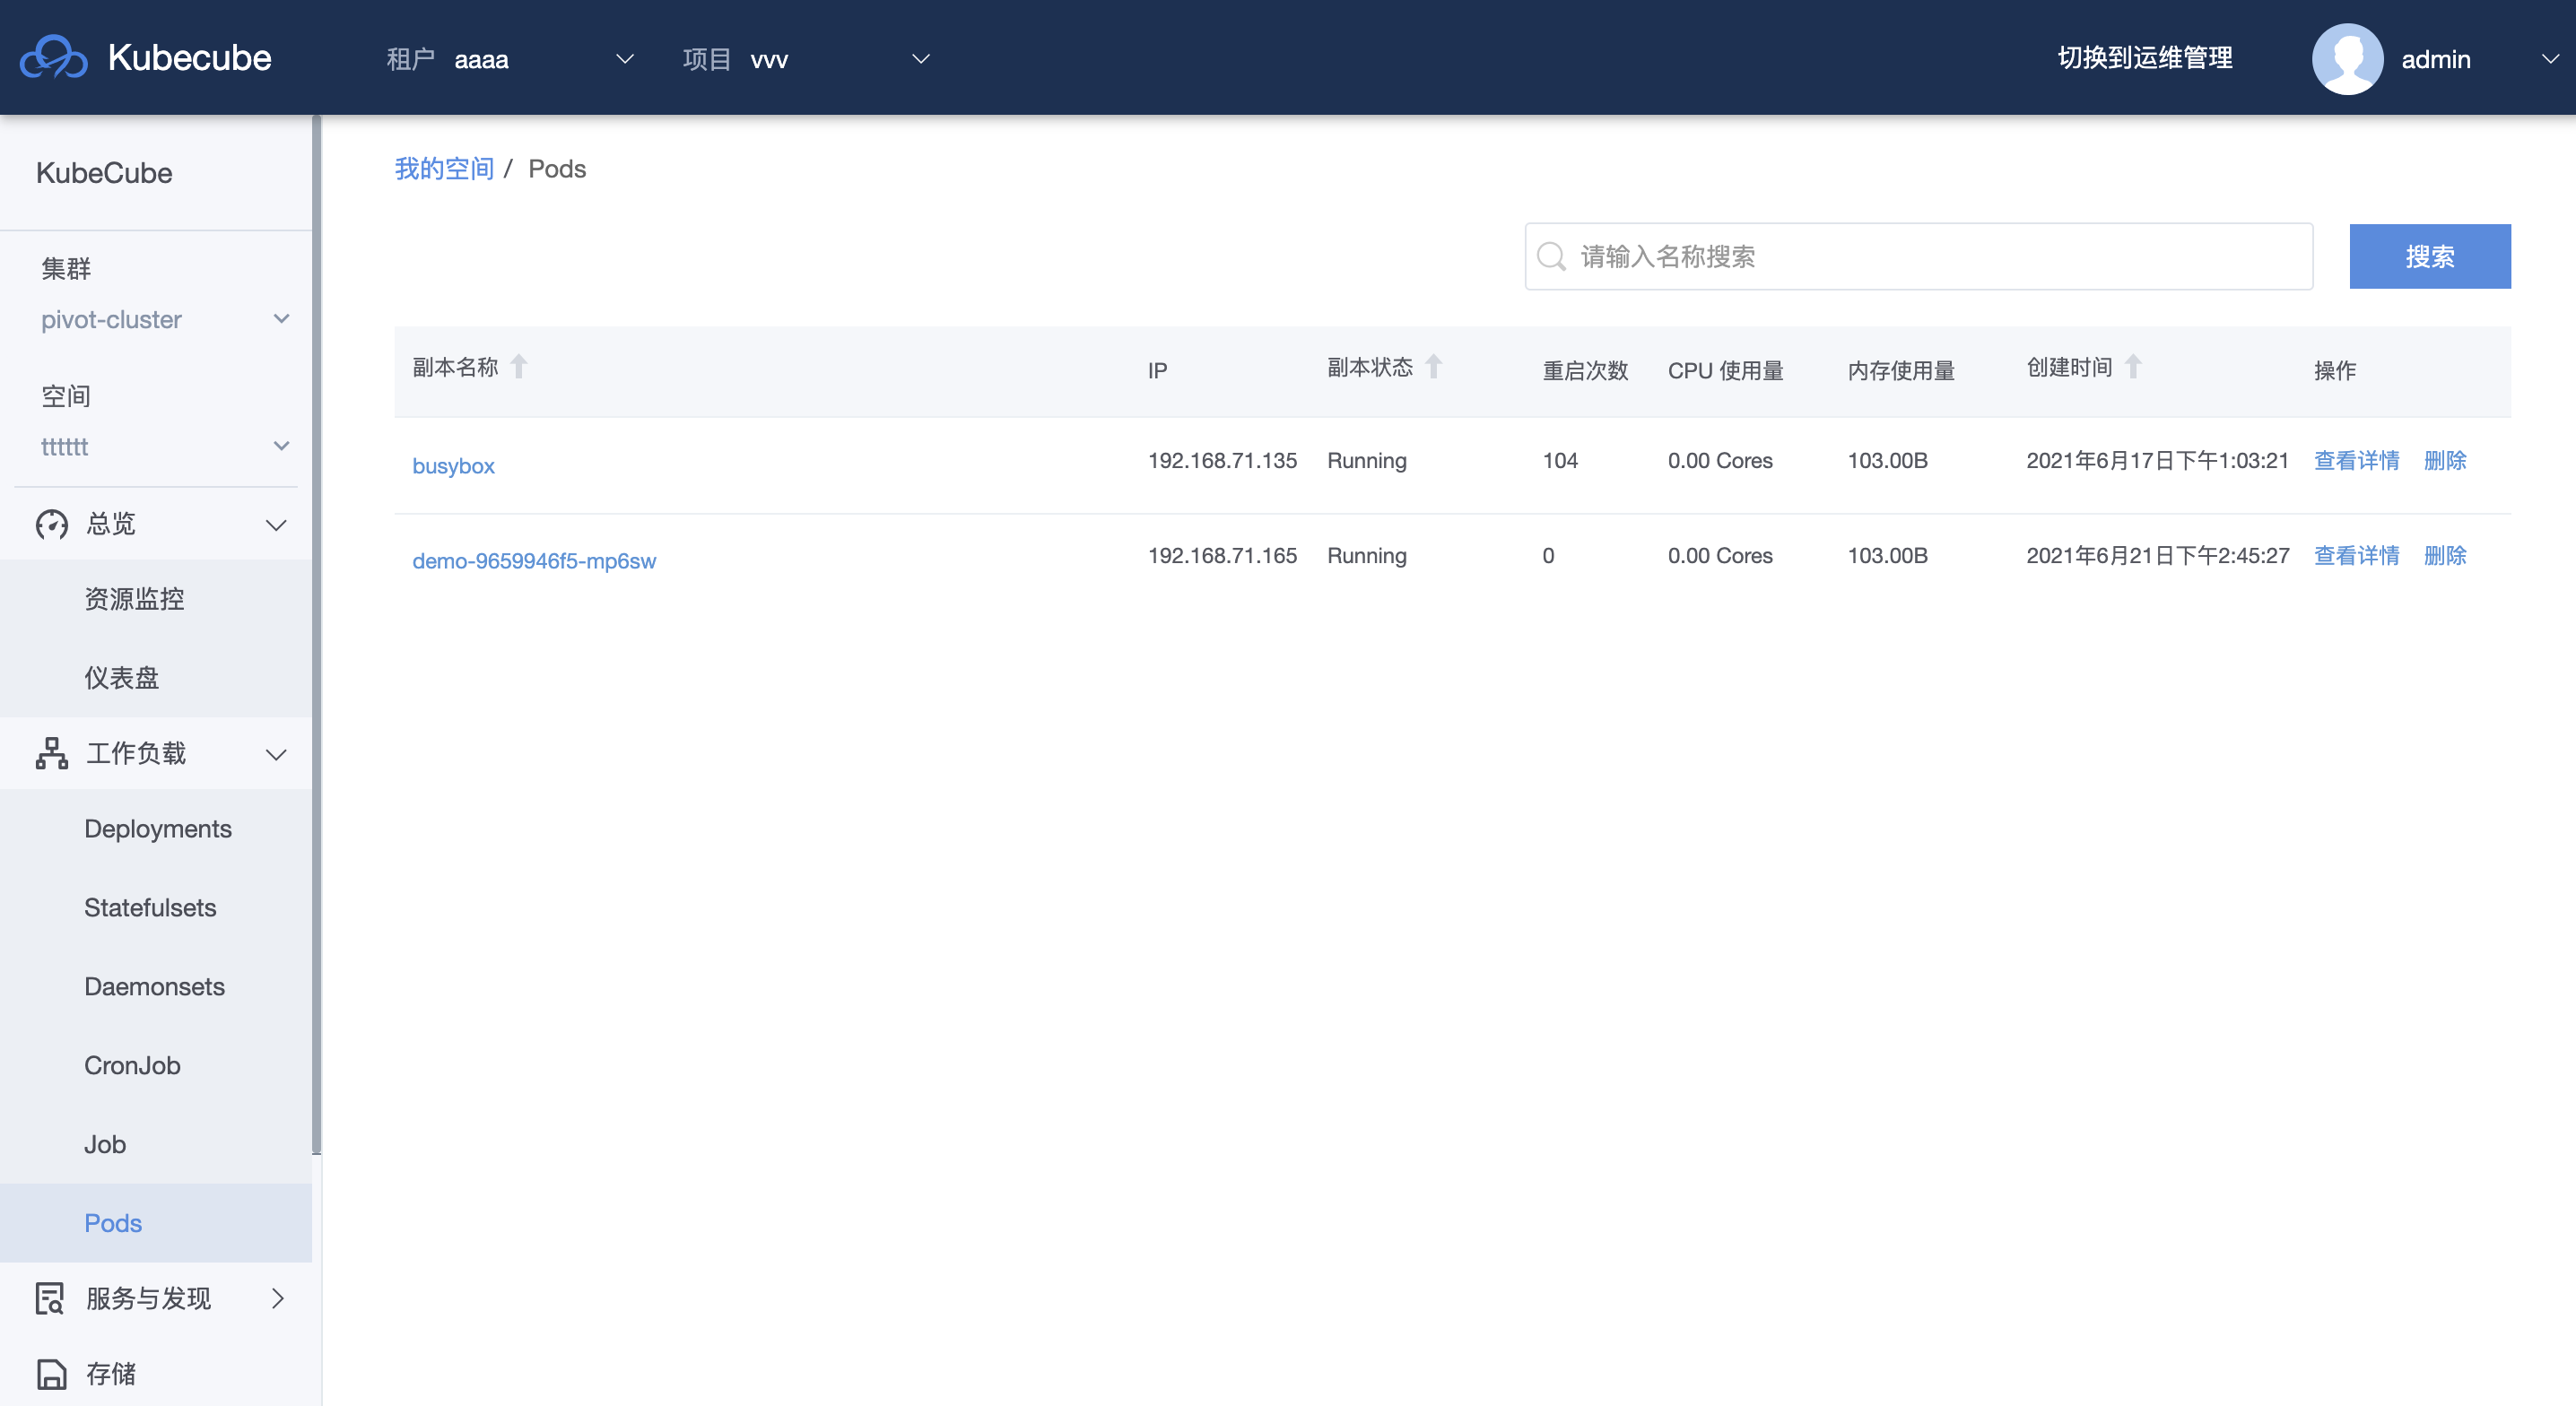 Kubecube 租户 aaaa 项目 vvv 切换到运维管理 admin
KubeCube
集群
pivot-cluster
空间
tttttt
总览
资源监控
仪表盘
工作负载
Deployments
Statefulsets
Daemonsets
CronJob
Job
Pods
服务与发现
存储
我的空间 / Pods
请输入名称搜索 搜索
副本名称 IP 副本状态 重启次数 CPU 使用量 内存使用量 创建时间 操作
busybox 192.168.71.135 Running 104 0.00 Cores 103.00B 2021年6月17日下午1:03:21 查看详情 删除
demo-9659946f5-mp6sw 192.168.71.165 Running 0 0.00 Cores 103.00B 2021年6月21日下午2:45:27 查看详情 删除